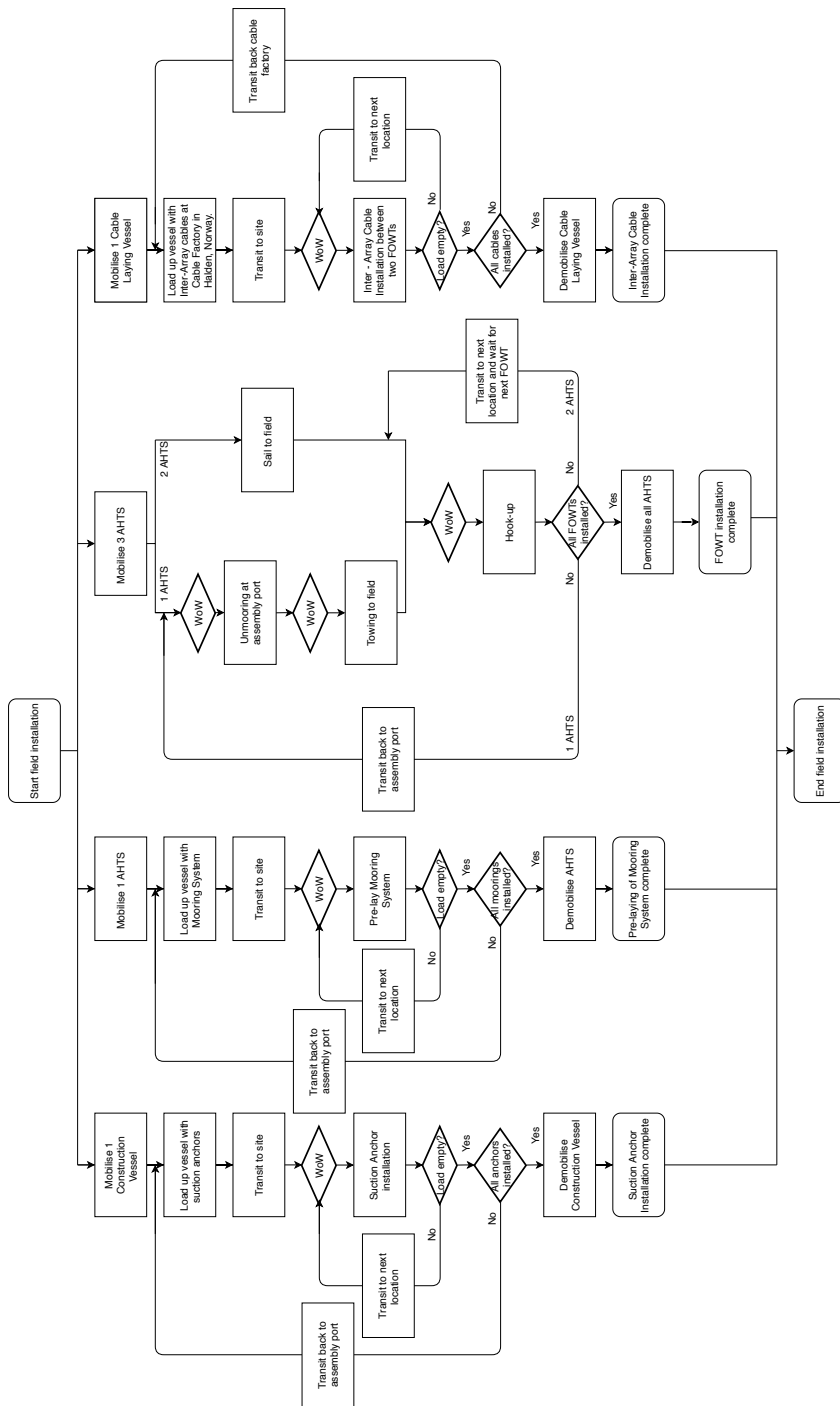 Start field installation
Mobilise 1
Construction
Vessel
Load up vessel with
suction anchors
Transit to site
WoW
Suction Anchor
installation
Load empty?
No
Transit to next
location
Yes
All anchors
installed?
No
Transit back to
assembly port
Yes
Demobilise
Construction Vessel
Suction Anchor
Installation complete
Mobilise 1 AHTS
Load up vessel with
Mooring System
Transit to site
WoW
Pre-lay Mooring
System
Load empty?
No
Transit to next
location
Yes
All moorings
installed?
No
Transit back to
assembly port
Yes
Demobilise AHTS
Pre-laying of Mooring
System complete
Mobilise 3 AHTS
1 AHTS
2 AHTS
WoW
Unmooring at
assembly port
WoW
Towing to field
Sail to field
WoW
Hook-up
All FOWTs
installed?
No
1 AHTS
Transit back to
assembly port
No
2 AHTS
Transit to next
location and wait for
next FOWT
Yes
Demobilise all AHTS
FOWT installation
complete
Mobilise 1 Cable
Laying Vessel
Load up vessel with
Inter-Array cables at
Cable Factory in
Halden, Norway.
Transit to site
WoW
Inter - Array Cable
Installation between
two FOWTs
Load empty?
No
Transit to next
location
Yes
All cables
installed?
No
Transit back cable
factory
Yes
Demobilise Cable
Laying Vessel
Inter-Array Cable
Installation complete
End field installation